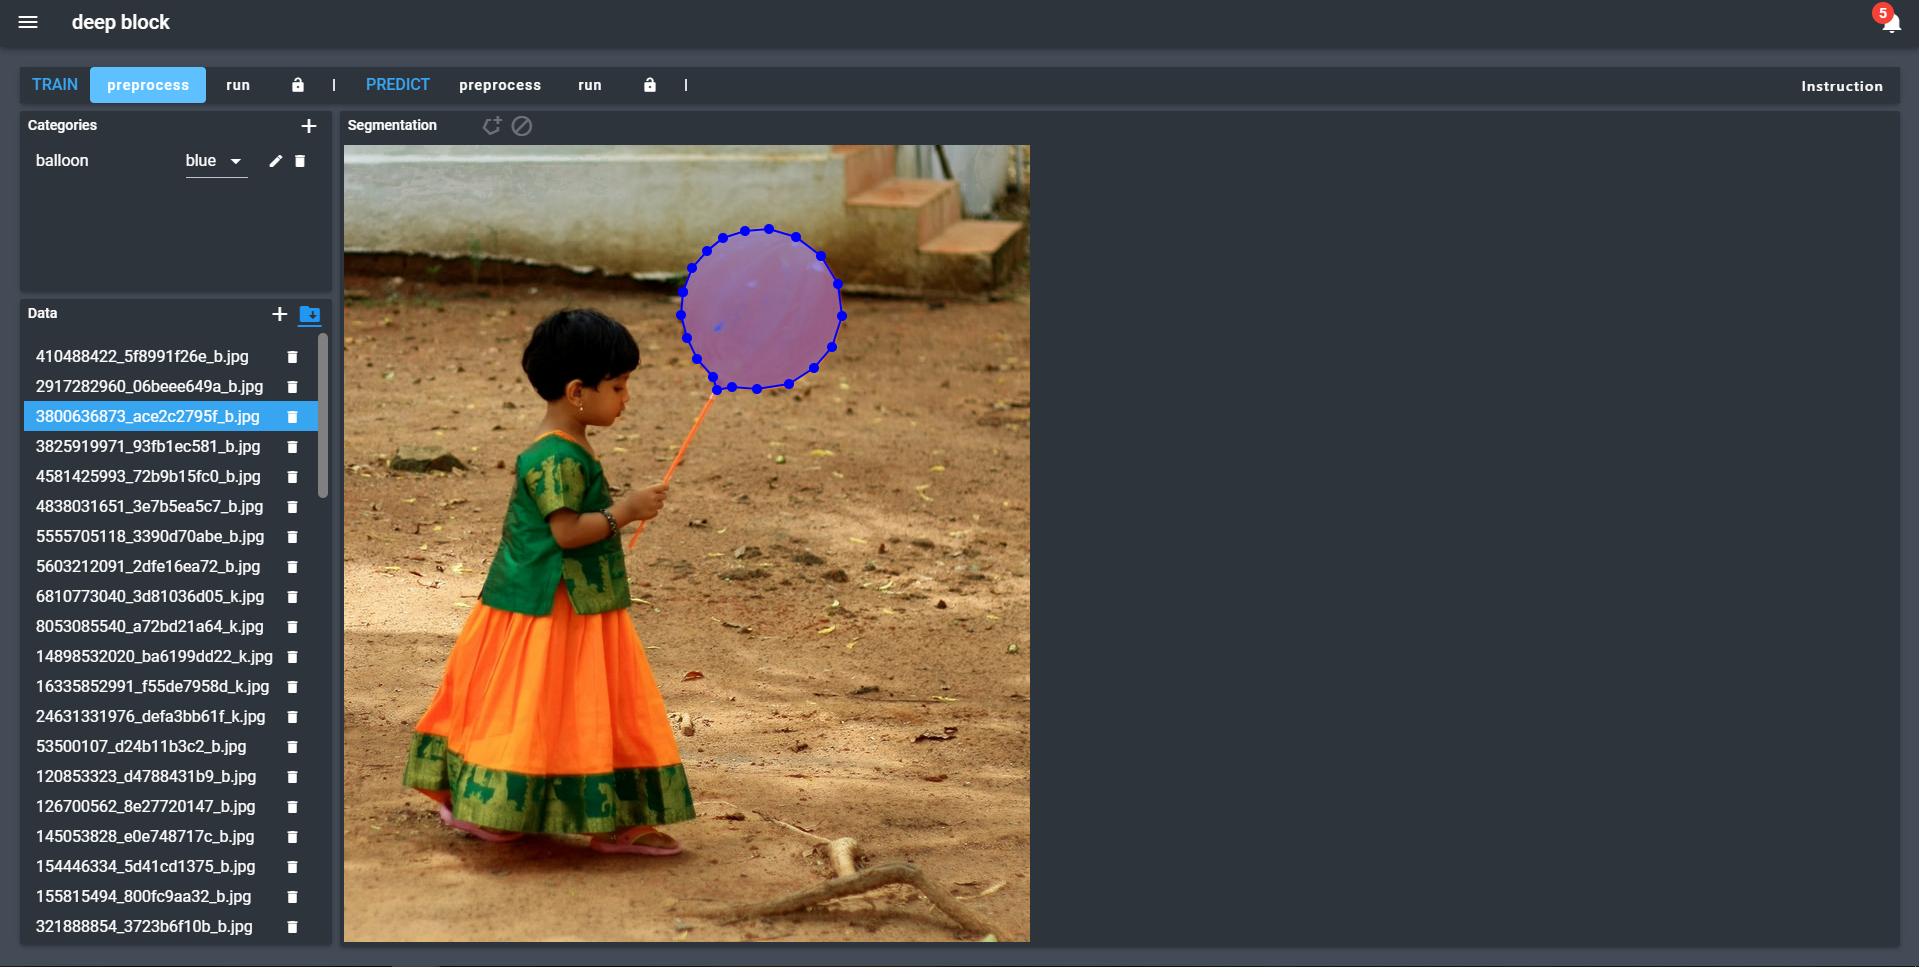 deep block
5
TRAIN preprocess run | PREDICT preprocess run | Instruction
Categories
balloon blue
Data
410488422_5f8991f26e_b.jpg
2917282960_06beee649a_b.jpg
3800636873_ace2c2795f_b.jpg
3825919971_93fb1ec581_b.jpg
4581425993_72b9b15fc0_b.jpg
4838031651_3e7b5ea5c7_b.jpg
5555705118_3390d70abe_b.jpg
5603212091_2dfe16ea72_b.jpg
6810773040_3d81036d05_k.jpg
8053085540_a72bd21a64_k.jpg
14898532020_ba6199dd22_k.jpg
16335852991_f55de7958d_k.jpg
24631331976_defa3bb61f_k.jpg
53500107_d24b11b3c2_b.jpg
120853323_d4788431b9_b.jpg
126700562_8e27720147_b.jpg
145053828_e0e748717c_b.jpg
154446334_5d41cd1375_b.jpg
155815494_800fc9aa32_b.jpg
321888854_3723b6f10b_b.jpg
Segmentation